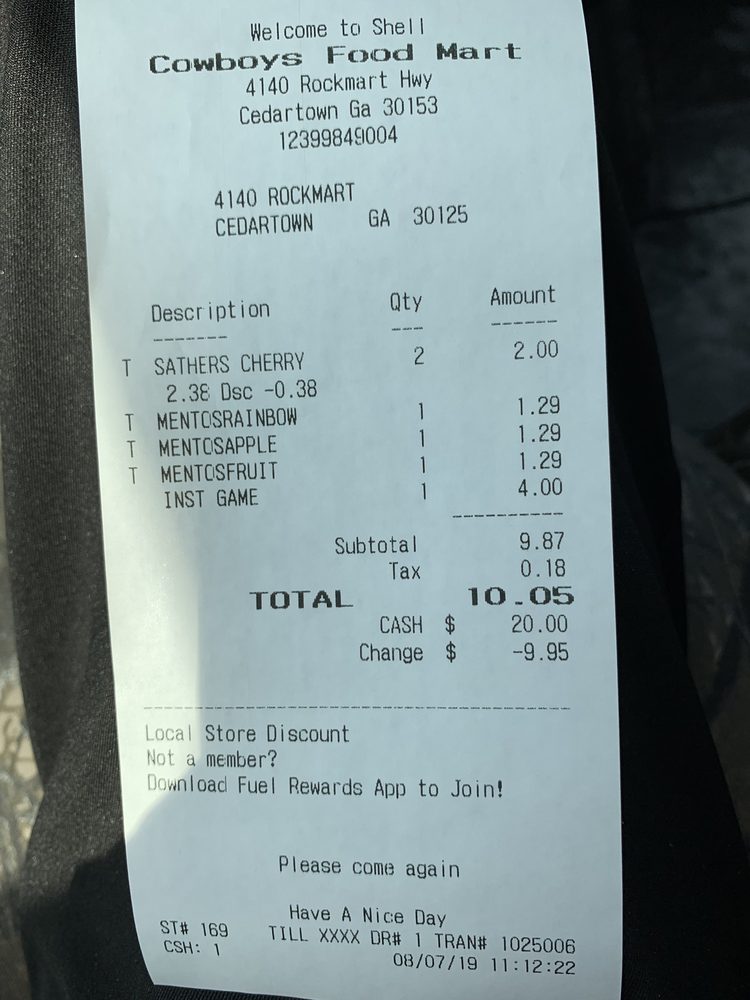 Welcome to Shell
Cowboys Food Mart
4140 Rockmart Hwy
Cedartown Ga 30153
12399849004
4140 ROCKMART
CEDARTOWN GA 30125
Description Qty Amount
------- --- -------
T SATHERS CHERRY 2 2.00
2.38 Dsc -0.38
T MENTOSRAINBOW 1 1.29
T MENTOSAPPLE 1 1.29
T MENTOSFRUIT 1 1.29
INST GAME 1 4.00
----------
Subtotal 9.87
Tax 0.18
TOTAL 10.05
CASH $ 20.00
Change $ -9.95
--------------------------------------------------
Local Store Discount
Not a member?
Download Fuel Rewards App to Join!
Please come again
Have A Nice Day
ST# 169 TILL XXXX DR# 1 TRAN# 1025006
CSH: 1 08/07/19 11:12:22